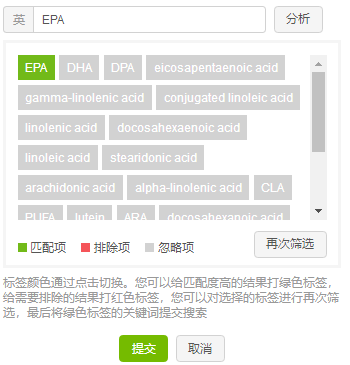 英 EPA 分析
EPA DHA DPA eicosapentaenoic acid
gamma-linolenic acid conjugated linoleic acid
linolenic acid docosahexaenoic acid
linoleic acid stearidonic acid
arachidonic acid alpha-linolenic acid CLA
PUFA lutein ARA docosahexanoic acid
匹配项 排除项 忽略项 再次筛选
标签颜色通过点击切换。您可以给匹配度高的结果打绿色标签，
给需要排除的结果打红色标签，您可以对选择的标签进行再次筛
选，最后将绿色标签的关键词提交搜索
提交 取消